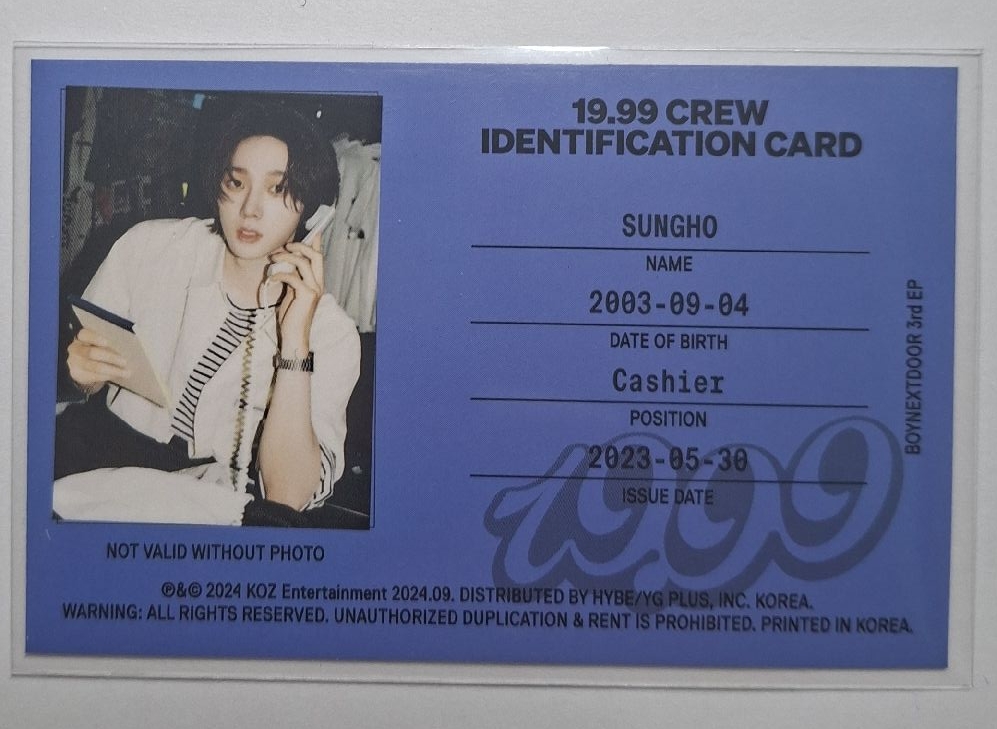 19.99 CREW
IDENTIFICATION CARD
SUNGHO
NAME
2003-09-04
DATE OF BIRTH
Cashier
POSITION
2023-05-30
ISSUE DATE
1999
BOYNEXTDOOR 3rd EP
NOT VALID WITHOUT PHOTO
℗&© 2024 KOZ Entertainment 2024.09. DISTRIBUTED BY HYBE/YG PLUS, INC. KOREA.
WARNING: ALL RIGHTS RESERVED. UNAUTHORIZED DUPLICATION & RENT IS PROHIBITED. PRINTED IN KOREA.